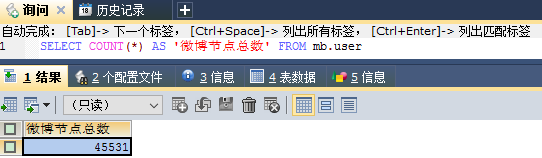 询问 历史记录
自动完成: [Tab]-> 下一个标签, [Ctrl+Space]-> 列出所有标签, [Ctrl+Enter]-> 列出匹配标签
1 SELECT COUNT(*) AS '微博节点总数' FROM mb.user
1 结果 2 个配置文件 3 信息 4 表数据 5 信息
(只读)
微博节点总数
45531